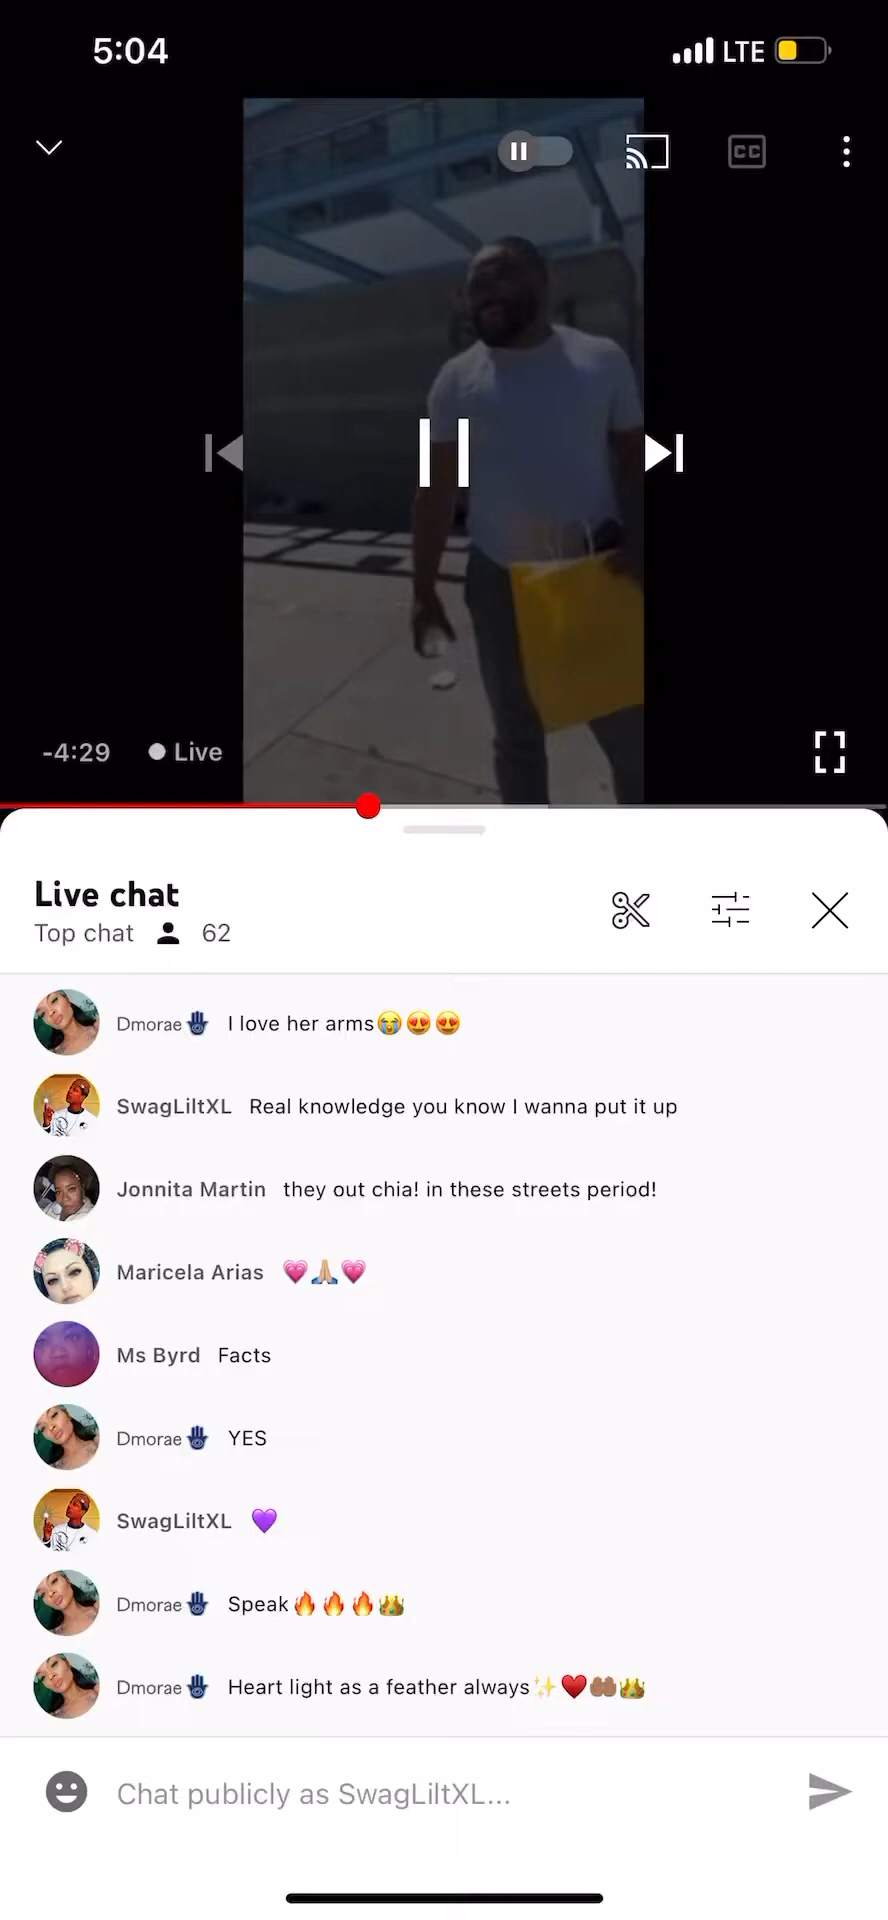 5:04
LTE
CC
-4:29 Live
Live chat
Top chat 62
Dmorae🪬 I love her arms😭😍😍
SwagLiltXL Real knowledge you know I wanna put it up
Jonnita Martin they out chia! in these streets period!
Maricela Arias 💗🙏🏼💗
Ms Byrd Facts
Dmorae🪬 YES
SwagLiltXL 💜
Dmorae🪬 Speak🔥🔥🔥👑
Dmorae🪬 Heart light as a feather always✨♥️🤲🏾👑
Chat publicly as SwagLiltXL...